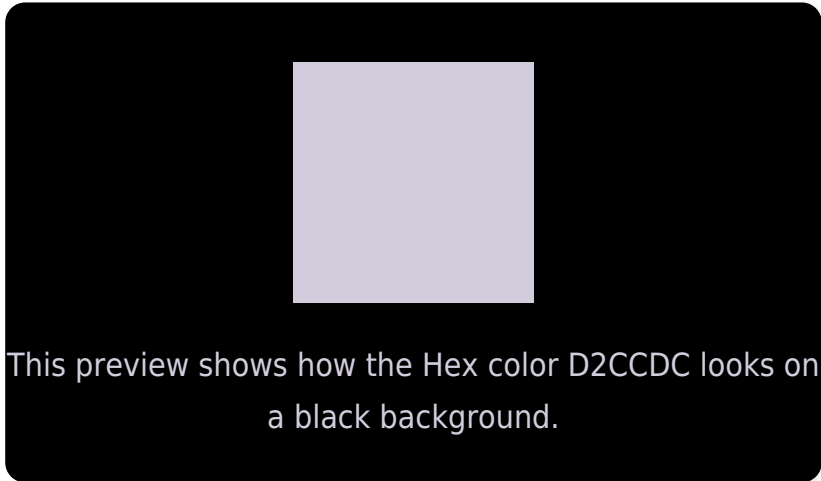 This preview shows how the Hex color D2CCDC looks on
a black background.